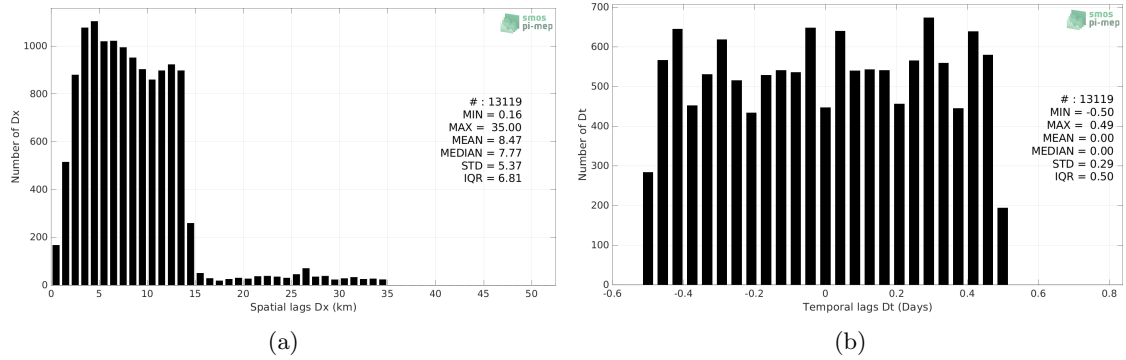 smos
pi-mep
1000
800
600
400
200
0
Number of Dx
# : 13119
MIN = 0.16
MAX = 35.00
MEAN = 8.47
MEDIAN = 7.77
STD = 5.37
IQR = 6.81
0 5 10 15 20 25 30 35 40 45 50
Spatial lags Dx (km)
(a)
smos
pi-mep
700
600
500
400
300
200
100
0
Number of Dt
# : 13119
MIN = -0.50
MAX = 0.49
MEAN = 0.00
MEDIAN = 0.00
STD = 0.29
IQR = 0.50
-0.6 -0.4 -0.2 0 0.2 0.4 0.6 0.8
Temporal lags Dt (Days)
(b)